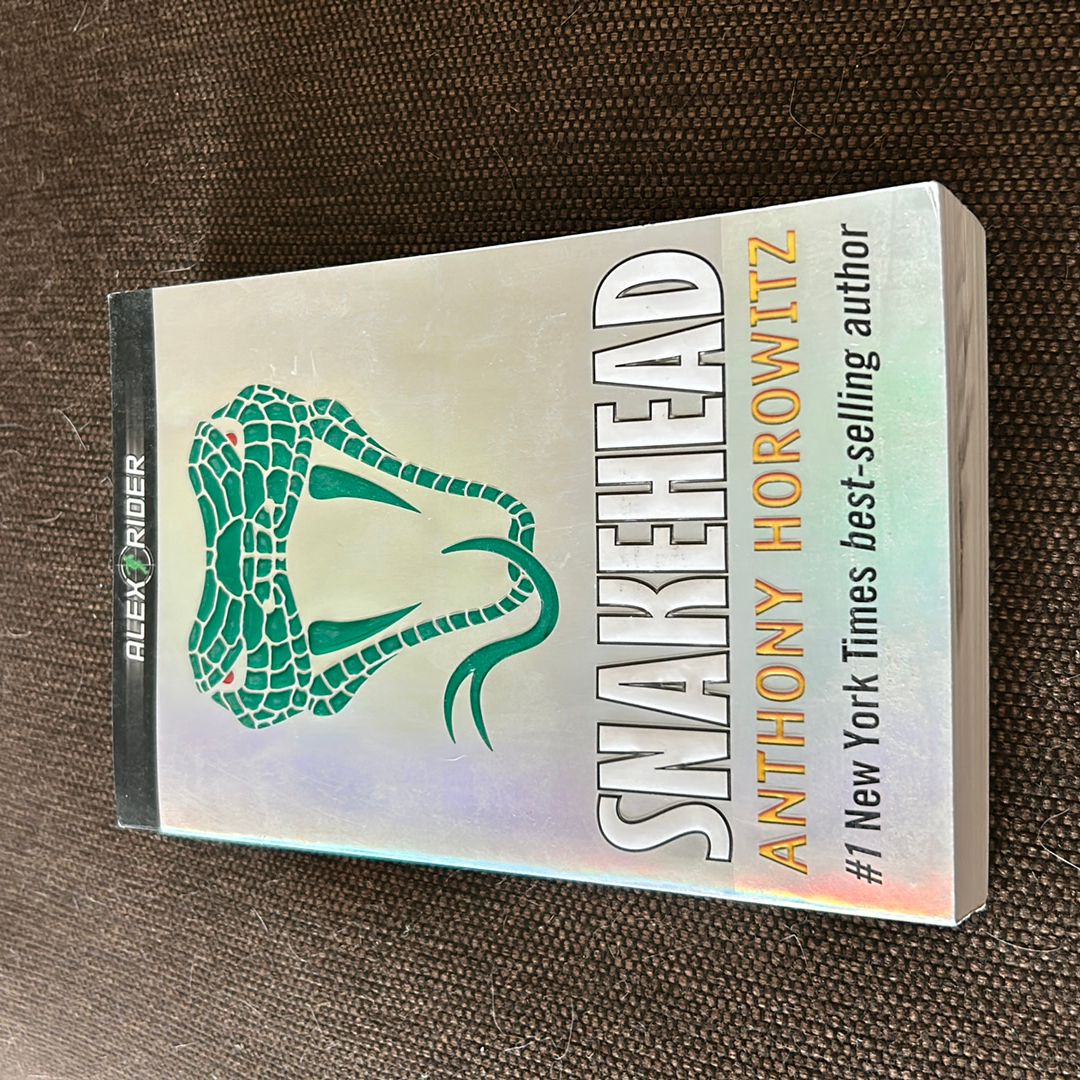 ALEX RIDER
SNAKEHEAD
ANTHONY HOROWITZ
#1 New York Times best-selling author